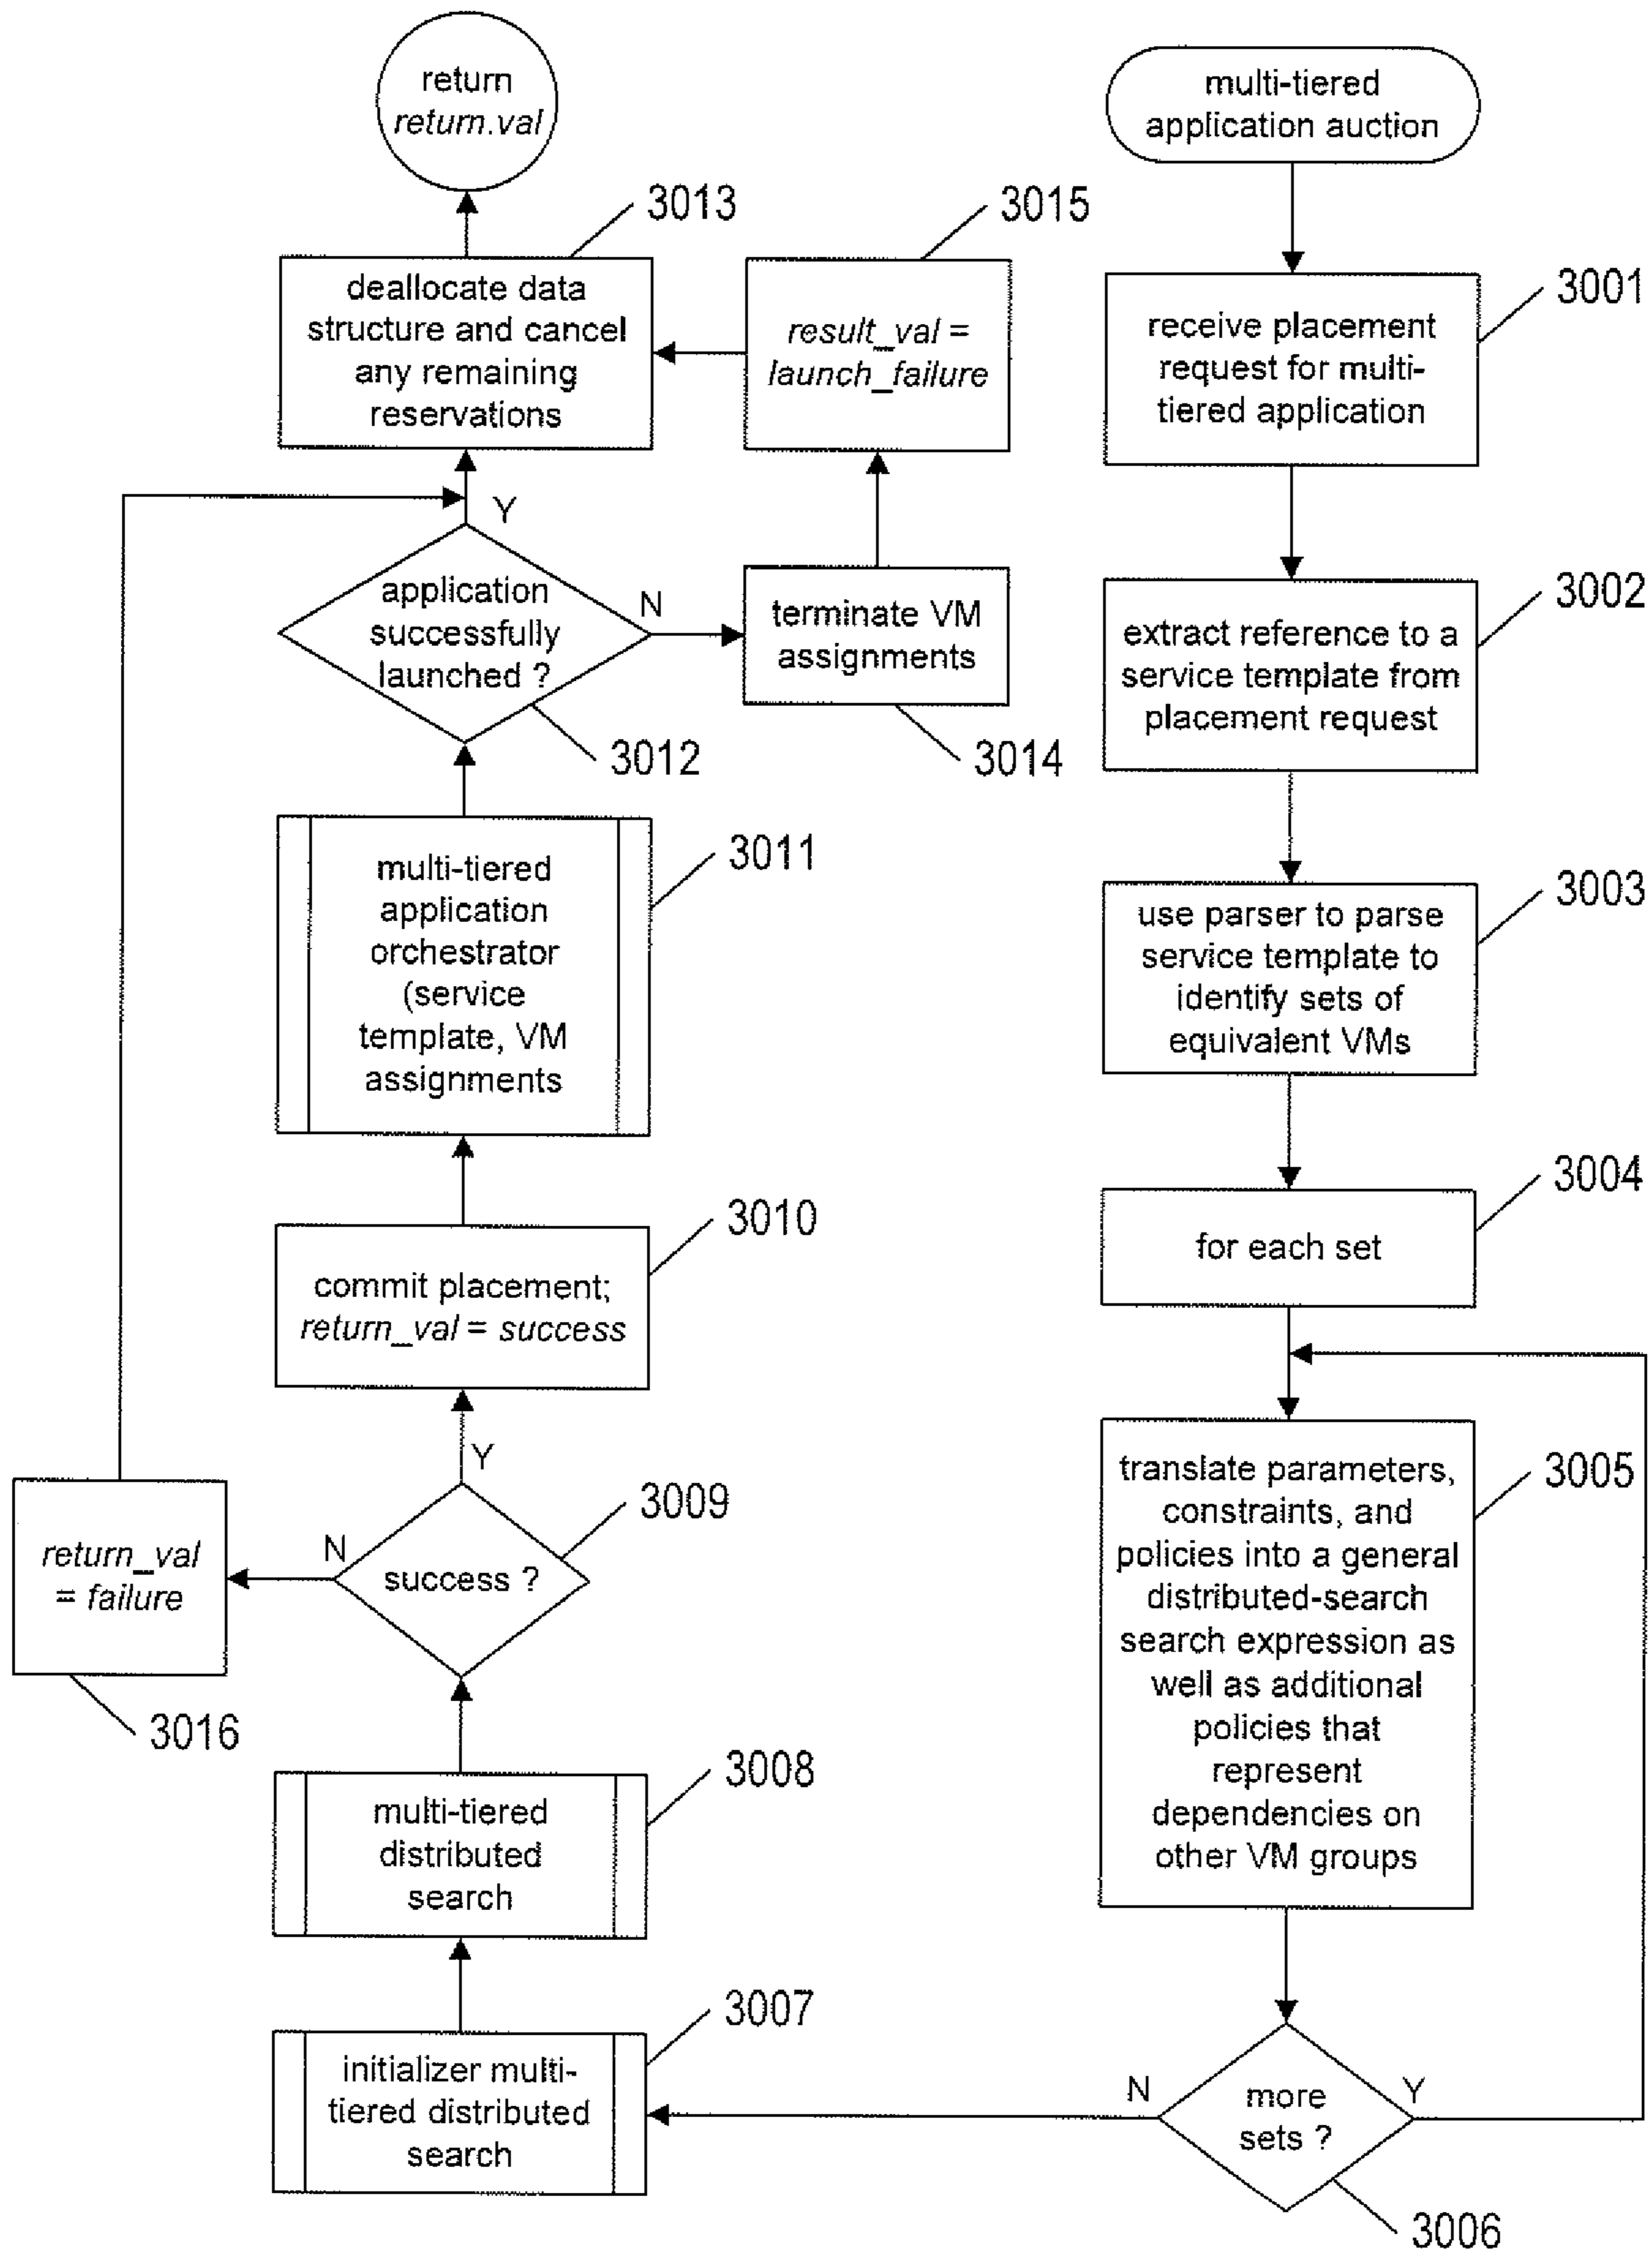 return
return.val
3013
deallocate data
structure and cancel
any remaining
reservations
3015
result_val =
launch_failure
Y
application
successfully
launched ?
N
3012
terminate VM
assignments
3014
multi-tiered
application
orchestrator
(service
template, VM
assignments
3011
commit placement;
return_val = success
3010
Y
success ?
3009
N
return_val
= failure
3016
multi-tiered
distributed
search
3008
initializer multi-
tiered distributed
search
3007
multi-tiered
application auction
receive placement
request for multi-
tiered application
3001
extract reference to a
service template from
placement request
3002
use parser to parse
service template to
identify sets of
equivalent VMs
3003
for each set
3004
translate parameters,
constraints, and
policies into a general
distributed-search
search expression as
well as additional
policies that
represent
dependencies on
other VM groups
3005
N
more
sets ?
Y
3006